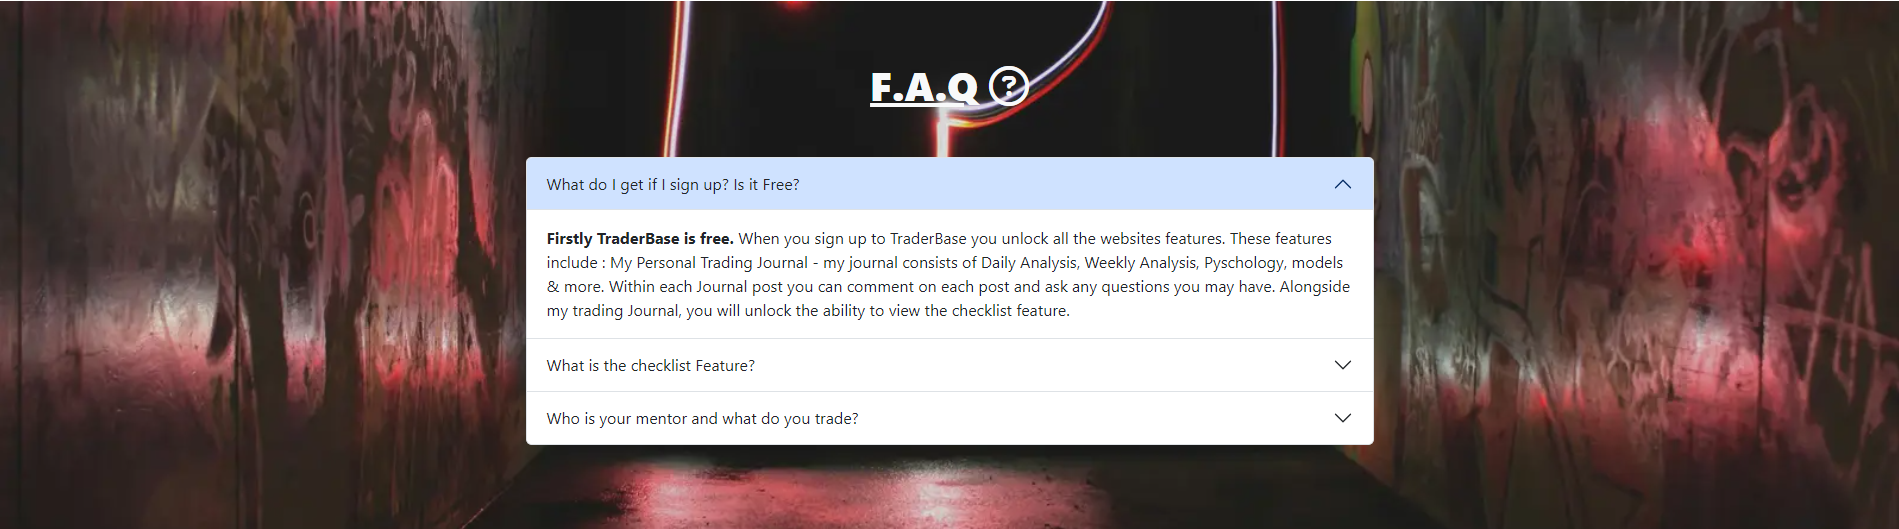 F.A.Q
What do I get if I sign up? Is it Free?
Firstly TraderBase is free. When you sign up to TraderBase you unlock all the websites features. These features
include : My Personal Trading Journal - my journal consists of Daily Analysis, Weekly Analysis, Pyschology, models
& more. Within each Journal post you can comment on each post and ask any questions you may have. Alongside
my trading Journal, you will unlock the ability to view the checklist feature.
What is the checklist Feature?
Who is your mentor and what do you trade?